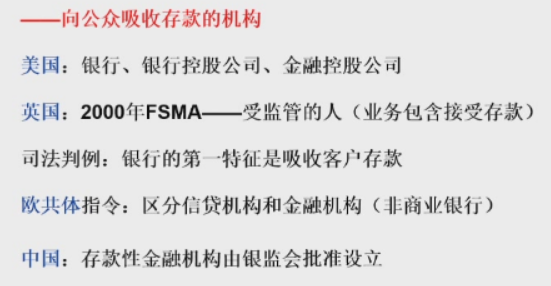 ——向公众吸收存款的机构
美国：银行、银行控股公司、金融控股公司
英国：2000年FSMA——受监管的人（业务包含接受存款）
司法判例：银行的第一特征是吸收客户存款
欧共体指令：区分信贷机构和金融机构（非商业银行）
中国：存款性金融机构由银监会批准设立